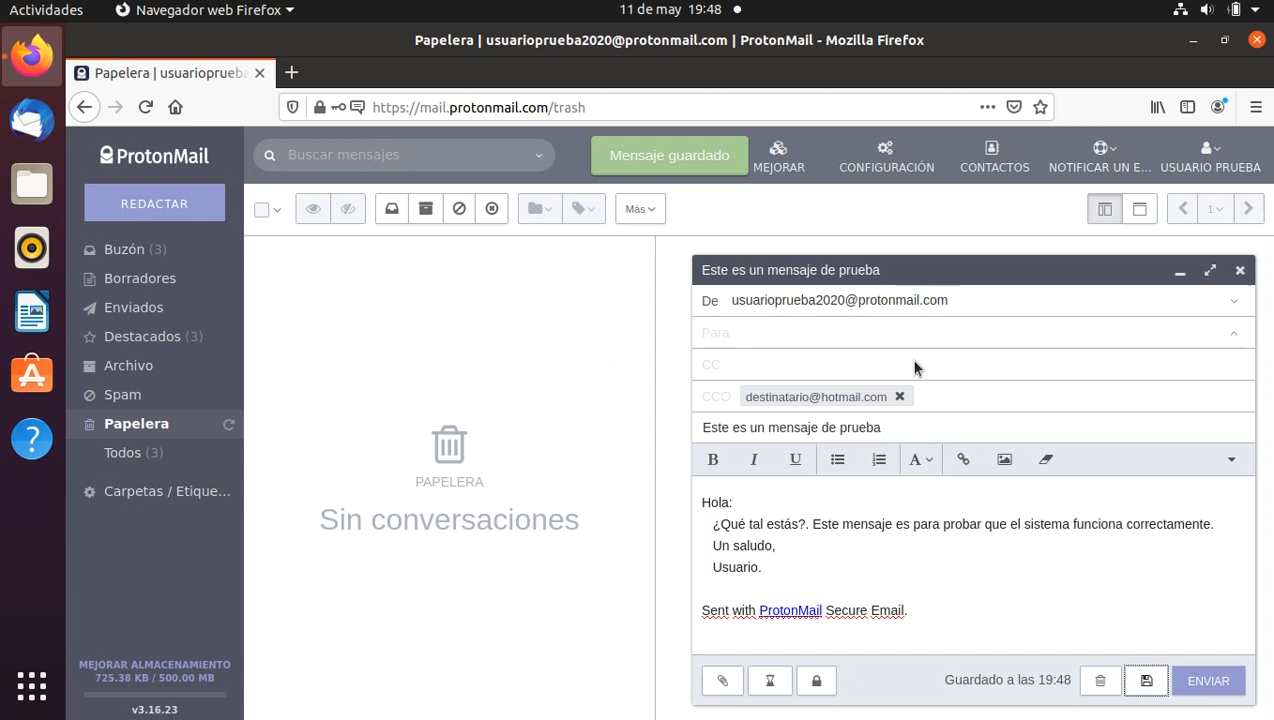 Actividades
Navegador web Firefox
11 de may 19:48
Papelera | usuarioprueba2020@protonmail.com | ProtonMail - Mozilla Firefox
Papelera | usuarioprueba
https://mail.protonmail.com/trash
ProtonMail
Buscar mensajes
Mensaje guardado
MEJORAR
CONFIGURACIÓN
CONTACTOS
NOTIFICAR UN E...
USUARIO PRUEBA
REDACTAR
Más
1
Buzón (3)
Borradores
Enviados
Destacados (3)
Archivo
Spam
Papelera
Todos (3)
Carpetas / Etique...
MEJORAR ALMACENAMIENTO
725.38 KB / 500.00 MB
v3.16.23
PAPELERA
Sin conversaciones
Este es un mensaje de prueba
De usuarioprueba2020@protonmail.com
Para
CC
CCO destinatario@hotmail.com
Este es un mensaje de prueba
B I U A
Hola:
¿Qué tal estás?. Este mensaje es para probar que el sistema funciona correctamente.
Un saludo,
Usuario.
Sent with ProtonMail Secure Email.
Guardado a las 19:48
ENVIAR